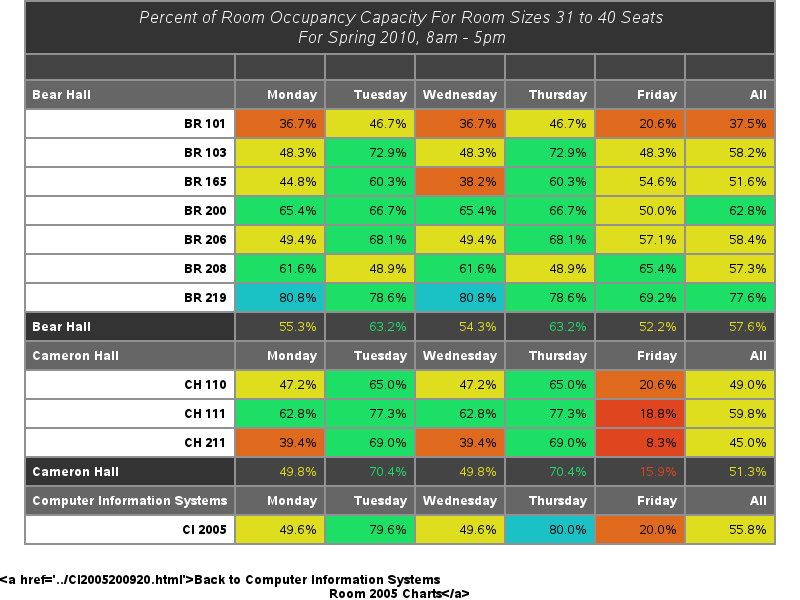 Percent of Room Occupancy Capacity For Room Sizes 31 to 40 Seats
For Spring 2010, 8am - 5pm
Bear Hall Monday Tuesday Wednesday Thursday Friday All
BR 101 36.7% 46.7% 36.7% 46.7% 20.6% 37.5%
BR 103 48.3% 72.9% 48.3% 72.9% 48.3% 58.2%
BR 165 44.8% 60.3% 38.2% 60.3% 54.6% 51.6%
BR 200 65.4% 66.7% 65.4% 66.7% 50.0% 62.8%
BR 206 49.4% 68.1% 49.4% 68.1% 57.1% 58.4%
BR 208 61.6% 48.9% 61.6% 48.9% 65.4% 57.3%
BR 219 80.8% 78.6% 80.8% 78.6% 69.2% 77.6%
Bear Hall 55.3% 63.2% 54.3% 63.2% 52.2% 57.6%
Cameron Hall Monday Tuesday Wednesday Thursday Friday All
CH 110 47.2% 65.0% 47.2% 65.0% 20.6% 49.0%
CH 111 62.8% 77.3% 62.8% 77.3% 18.8% 59.8%
CH 211 39.4% 69.0% 39.4% 69.0% 8.3% 45.0%
Cameron Hall 49.8% 70.4% 49.8% 70.4% 15.9% 51.3%
Computer Information Systems Monday Tuesday Wednesday Thursday Friday All
CI 2005 49.6% 79.6% 49.6% 80.0% 20.0% 55.8%
<a href='../CI2005200920.html'>Back to Computer Information Systems
Room 2005 Charts</a>